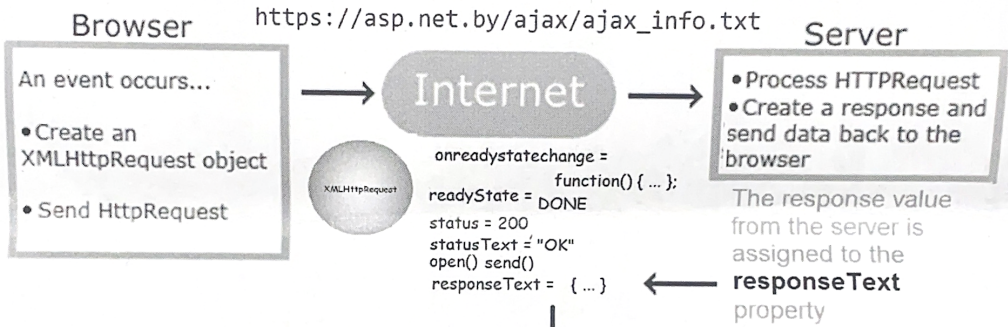 Browser
https://asp.net.by/ajax/ajax_info.txt
Server
An event occurs...
• Create an
XMLHttpRequest object
• Send HttpRequest
Internet
XMLHttpRequest
onreadystatechange =
function() { ... };
readyState = DONE
status = 200
statusText = "OK"
open() send()
responseText = { ... }
• Process HTTPRequest
• Create a response and
send data back to the
browser
The response value
from the server is
assigned to the
responseText
property